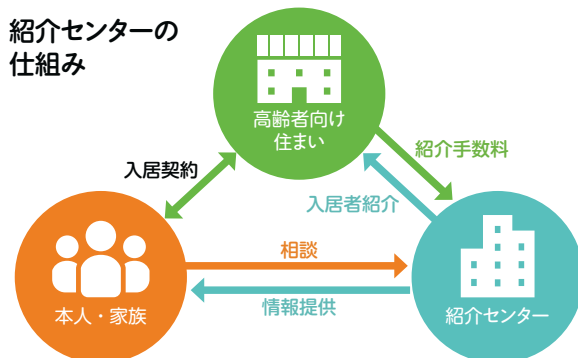 紹介センターの
仕組み
高齢者向け
住まい
入居契約
紹介手数料
入居者紹介
相談
情報提供
本人・家族
紹介センター